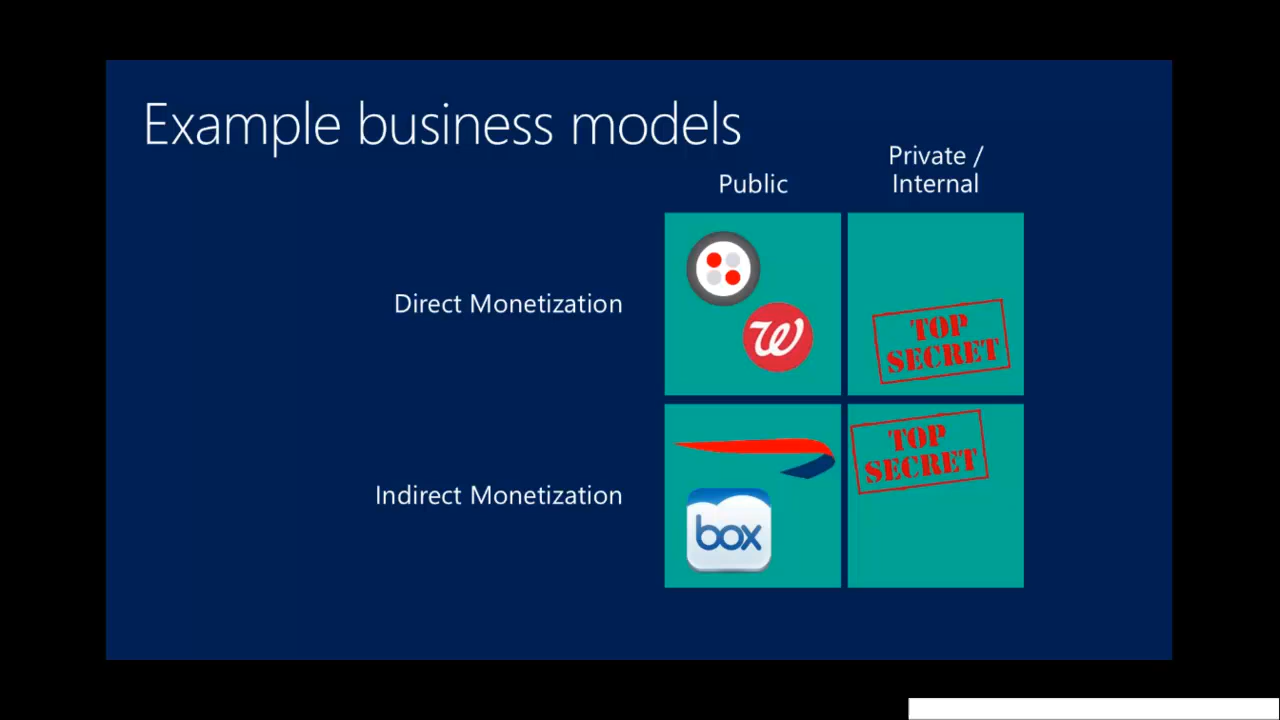 Example business models
Public
Private /
Internal
Direct Monetization
W
TOP
SECRET
Indirect Monetization
box
TOP
SECRET